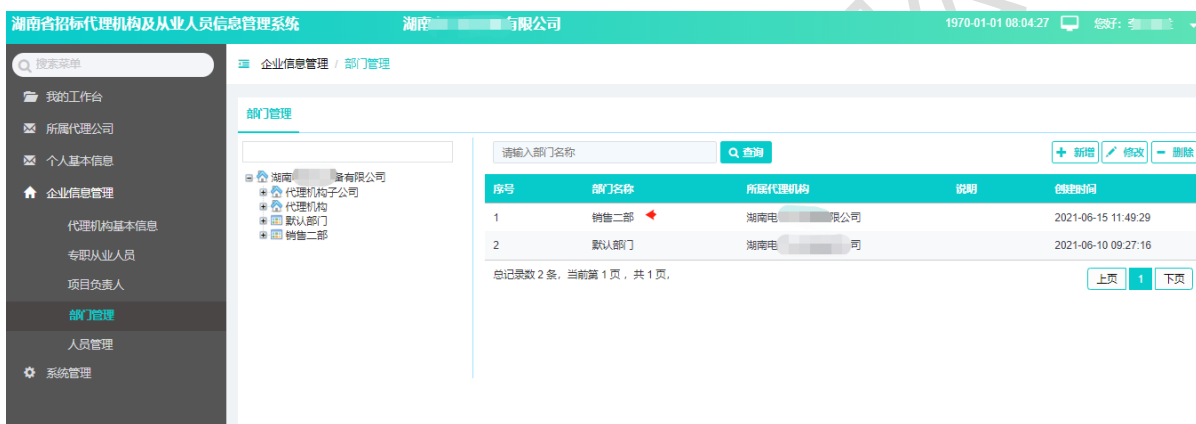 湖南省招标代理机构及从业人员信息管理系统 湖南 有限公司 1970-01-01 08:04:27 您好:
搜索菜单
企业信息管理 / 部门管理
我的工作台
所属代理公司
个人基本信息
企业信息管理
代理机构基本信息
专职从业人员
项目负责人
部门管理
人员管理
系统管理
部门管理
湖南 备有限公司
代理机构子公司
代理机构
默认部门
销售二部
请输入部门名称 查询 新增 修改 删除
序号 部门名称 所属代理机构 说明 创建时间
1 销售二部 湖南电 限公司 2021-06-15 11:49:29
2 默认部门 湖南电 司 2021-06-10 09:27:16
总记录数 2 条,当前第 1 页,共 1 页, 上页 1 下页